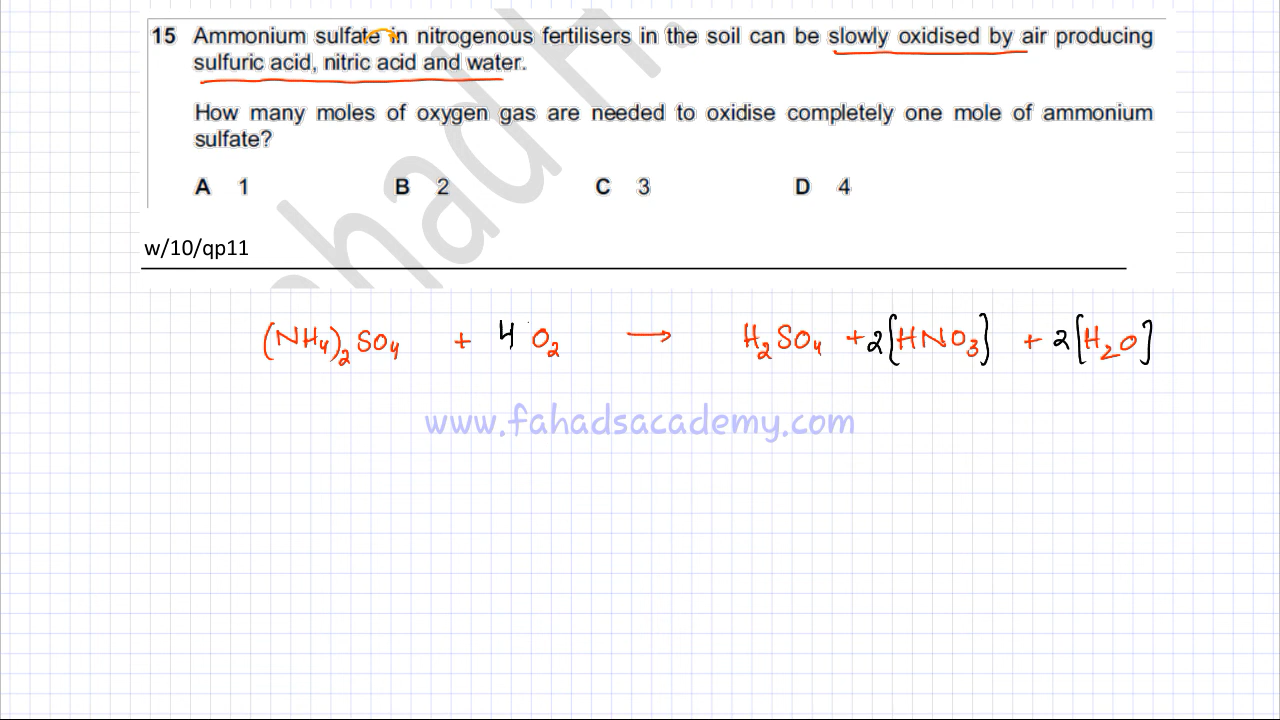 15 Ammonium sulfate in nitrogenous fertilisers in the soil can be slowly oxidised by air producing
sulfuric acid, nitric acid and water.
How many moles of oxygen gas are needed to oxidise completely one mole of ammonium
sulfate?
A 1 B 2 C 3 D 4
w/10/qp11
(NH₄)₂SO₄ + 4 O₂ → H₂SO₄ + 2[HNO₃] + 2[H₂O]
www.fahadsacademy.com